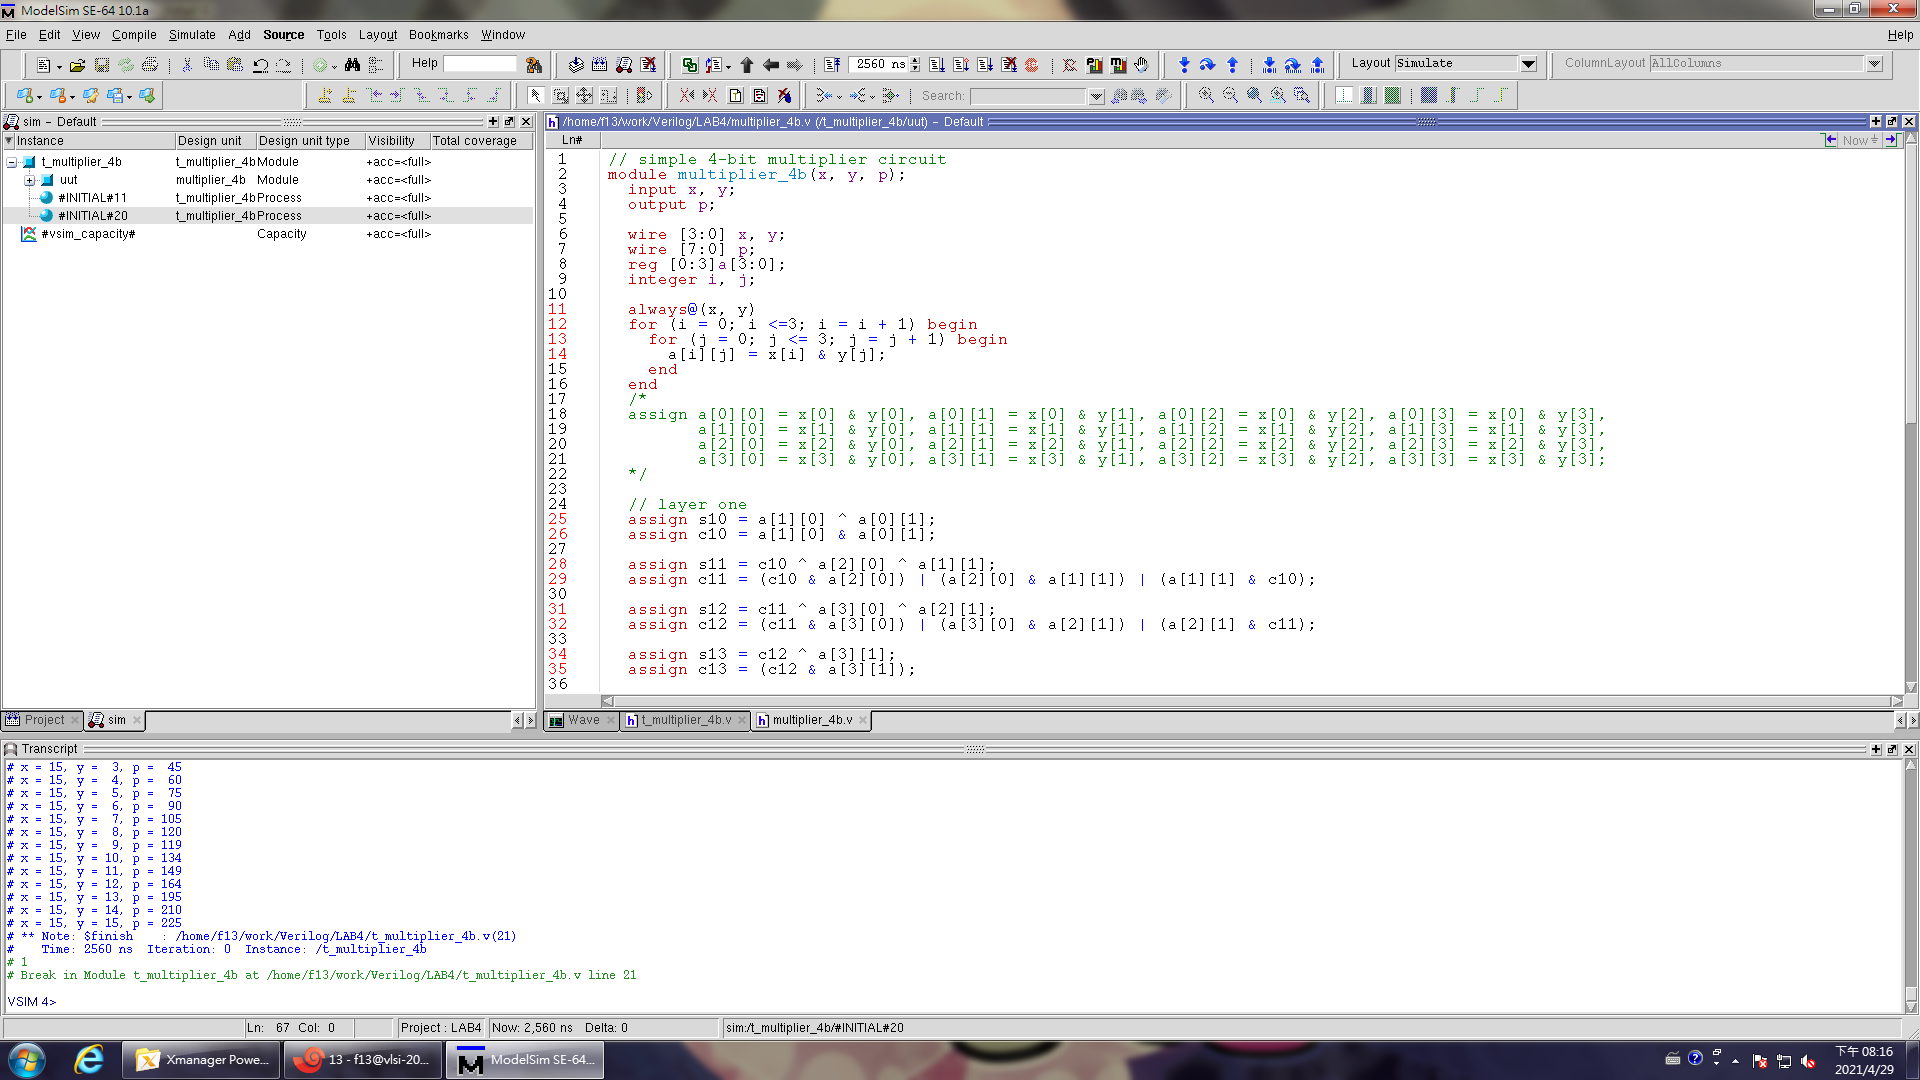 ModelSim SE-64 10.1a
File Edit View Compile Simulate Add Source Tools Layout Bookmarks Window Help
Help 2560 ns Layout Simulate ColumnLayout AllColumns
Search:
sim - Default
Instance Design unit Design unit type Visibility Total coverage
t_multiplier_4b t_multiplier_4b Module +acc=<full>
uut multiplier_4b Module +acc=<full>
#INITIAL#11 t_multiplier_4b Process +acc=<full>
#INITIAL#20 t_multiplier_4b Process +acc=<full>
#vsim_capacity# Capacity +acc=<full>
Project sim
/home/f13/work/Verilog/LAB4/multiplier_4b.v (/t_multiplier_4b/uut) - Default
Ln# Now
1 // simple 4-bit multiplier circuit
2 module multiplier_4b(x, y, p);
3 input x, y;
4 output p;
5
6 wire [3:0] x, y;
7 wire [7:0] p;
8 reg [0:3]a[3:0];
9 integer i, j;
10
11 always@(x, y)
12 for (i = 0; i <=3; i = i + 1) begin
13 for (j = 0; j <= 3; j = j + 1) begin
14 a[i][j] = x[i] & y[j];
15 end
16 end
17 /*
18 assign a[0][0] = x[0] & y[0], a[0][1] = x[0] & y[1], a[0][2] = x[0] & y[2], a[0][3] = x[0] & y[3],
19 a[1][0] = x[1] & y[0], a[1][1] = x[1] & y[1], a[1][2] = x[1] & y[2], a[1][3] = x[1] & y[3],
20 a[2][0] = x[2] & y[0], a[2][1] = x[2] & y[1], a[2][2] = x[2] & y[2], a[2][3] = x[2] & y[3],
21 a[3][0] = x[3] & y[0], a[3][1] = x[3] & y[1], a[3][2] = x[3] & y[2], a[3][3] = x[3] & y[3];
22 */
23
24 // layer one
25 assign s10 = a[1][0] ^ a[0][1];
26 assign c10 = a[1][0] & a[0][1];
27
28 assign s11 = c10 ^ a[2][0] ^ a[1][1];
29 assign c11 = (c10 & a[2][0]) | (a[2][0] & a[1][1]) | (a[1][1] & c10);
30
31 assign s12 = c11 ^ a[3][0] ^ a[2][1];
32 assign c12 = (c11 & a[3][0]) | (a[3][0] & a[2][1]) | (a[2][1] & c11);
33
34 assign s13 = c12 ^ a[3][1];
35 assign c13 = (c12 & a[3][1]);
36
Wave t_multiplier_4b.v multiplier_4b.v
Transcript
# x = 15, y = 3, p = 45
# x = 15, y = 4, p = 60
# x = 15, y = 5, p = 75
# x = 15, y = 6, p = 90
# x = 15, y = 7, p = 105
# x = 15, y = 8, p = 120
# x = 15, y = 9, p = 119
# x = 15, y = 10, p = 134
# x = 15, y = 11, p = 149
# x = 15, y = 12, p = 164
# x = 15, y = 13, p = 195
# x = 15, y = 14, p = 210
# x = 15, y = 15, p = 225
# ** Note: $finish : /home/f13/work/Verilog/LAB4/t_multiplier_4b.v(21)
# Time: 2560 ns Iteration: 0 Instance: /t_multiplier_4b
# 1
# Break in Module t_multiplier_4b at /home/f13/work/Verilog/LAB4/t_multiplier_4b.v line 21
VSIM 4>
Ln: 67 Col: 0 Project : LAB4 Now: 2,560 ns Delta: 0 sim:/t_multiplier_4b/#INITIAL#20
Xmanager Powe... 13 - f13@vlsi-20... ModelSim SE-64... 下午 08:16
2021/4/29